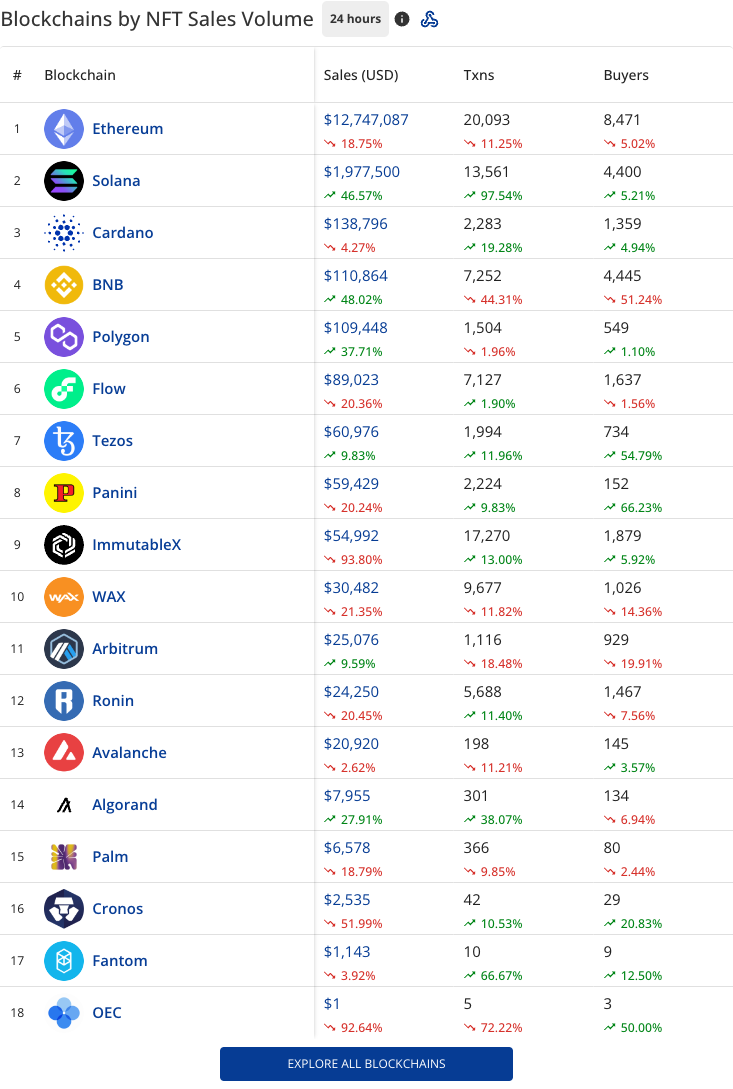 Blockchains by NFT Sales Volume 24 hours i
# Blockchain Sales (USD) Txns Buyers
1 Ethereum $12,747,087 20,093 8,471
18.75% 11.25% 5.02%
2 Solana $1,977,500 13,561 4,400
46.57% 97.54% 5.21%
3 Cardano $138,796 2,283 1,359
4.27% 19.28% 4.94%
4 BNB $110,864 7,252 4,445
48.02% 44.31% 51.24%
5 Polygon $109,448 1,504 549
37.71% 1.96% 1.10%
6 Flow $89,023 7,127 1,637
20.36% 1.90% 1.56%
7 Tezos $60,976 1,994 734
9.83% 11.96% 54.79%
8 P Panini $59,429 2,224 152
20.24% 9.83% 66.23%
9 ImmutableX $54,992 17,270 1,879
93.80% 13.00% 5.92%
10 WAX WAX $30,482 9,677 1,026
21.35% 11.82% 14.36%
11 Arbitrum $25,076 1,116 929
9.59% 18.48% 19.91%
12 Ronin $24,250 5,688 1,467
20.45% 11.40% 7.56%
13 Avalanche $20,920 198 145
2.62% 11.21% 3.57%
14 Algorand $7,955 301 134
27.91% 38.07% 6.94%
15 Palm $6,578 366 80
18.79% 9.85% 2.44%
16 Cronos $2,535 42 29
51.99% 10.53% 20.83%
17 Fantom $1,143 10 9
3.92% 66.67% 12.50%
18 OEC $1 5 3
92.64% 72.22% 50.00%
EXPLORE ALL BLOCKCHAINS